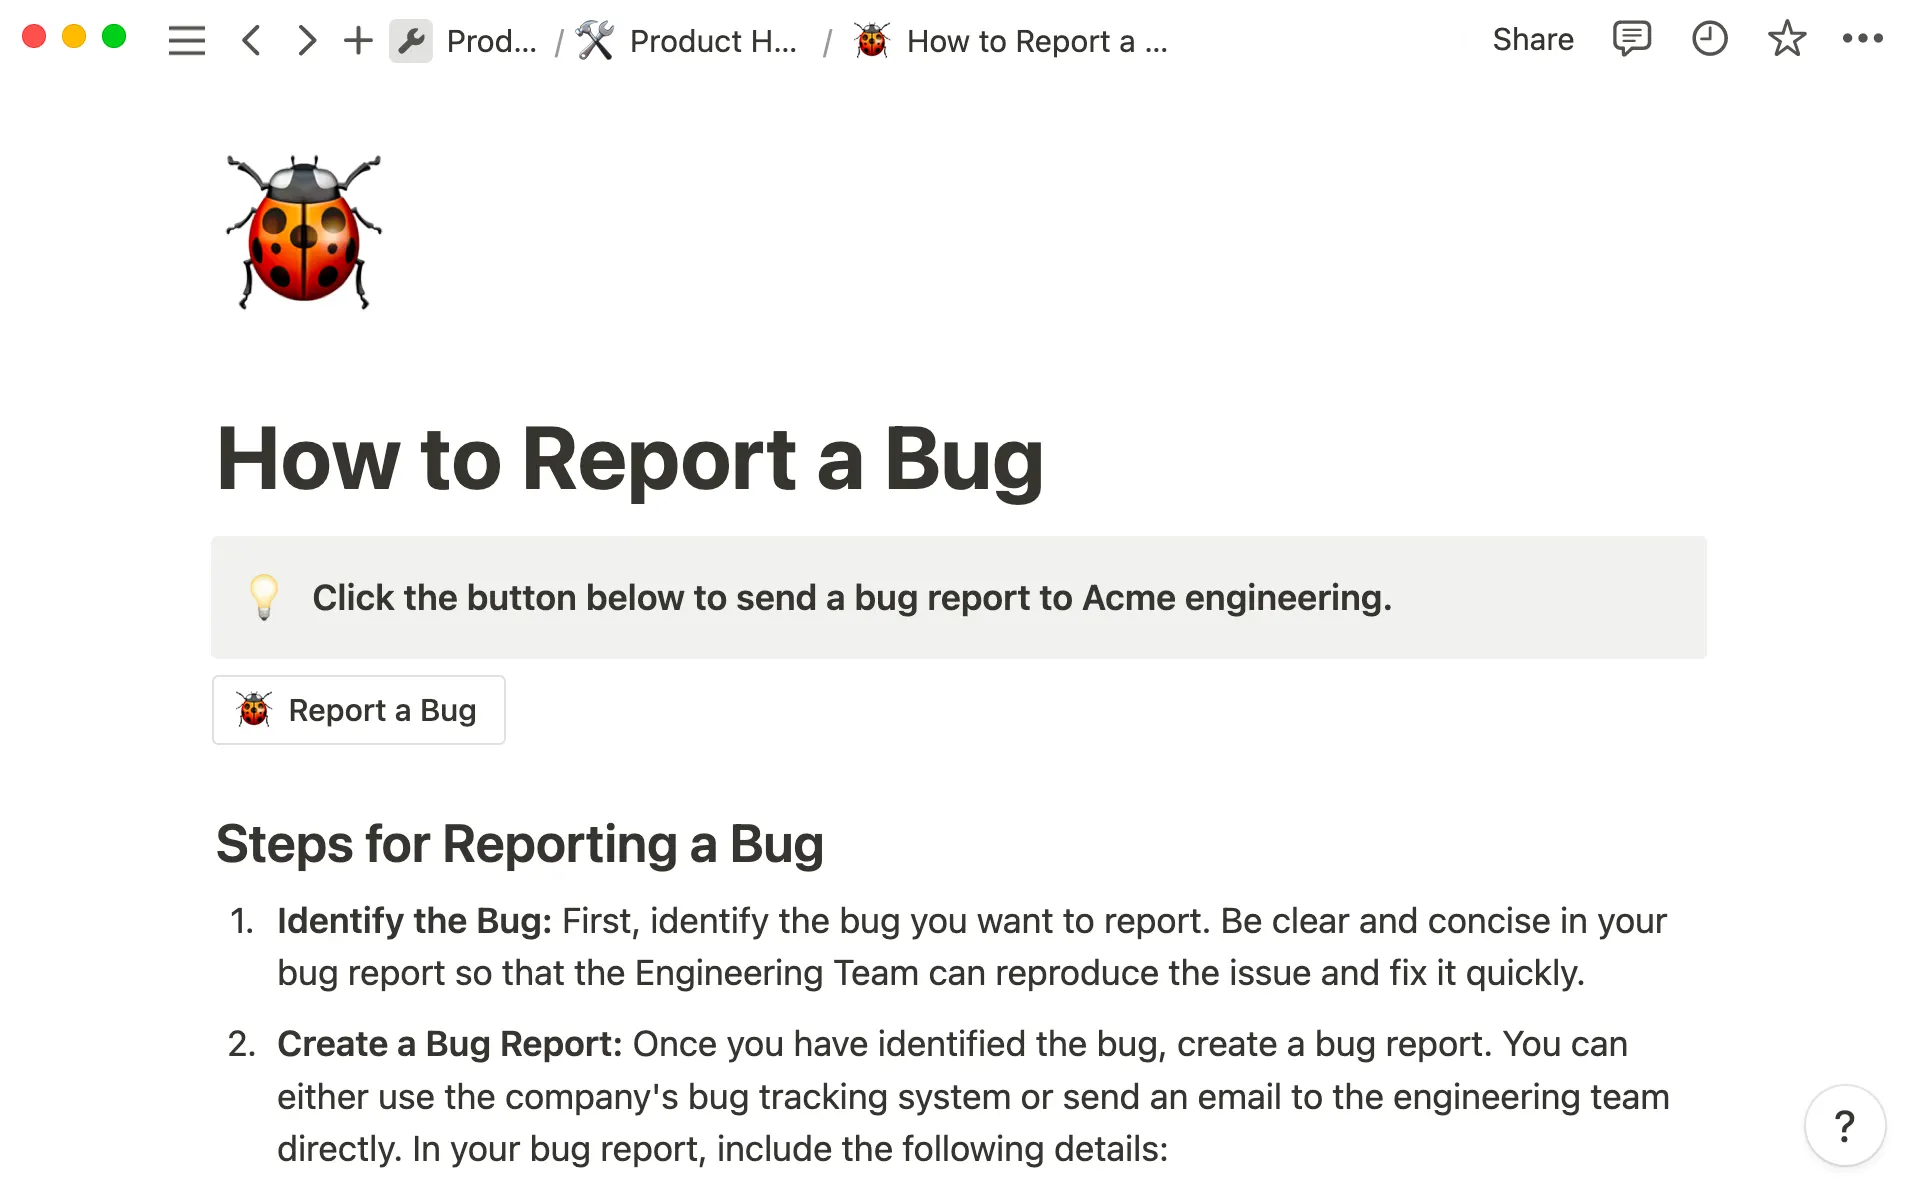 Prod... / Product H... / How to Report a ... Share
How to Report a Bug
Click the button below to send a bug report to Acme engineering.
Report a Bug
Steps for Reporting a Bug
1. Identify the Bug: First, identify the bug you want to report. Be clear and concise in your
bug report so that the Engineering Team can reproduce the issue and fix it quickly.
2. Create a Bug Report: Once you have identified the bug, create a bug report. You can
either use the company's bug tracking system or send an email to the engineering team
directly. In your bug report, include the following details:
?